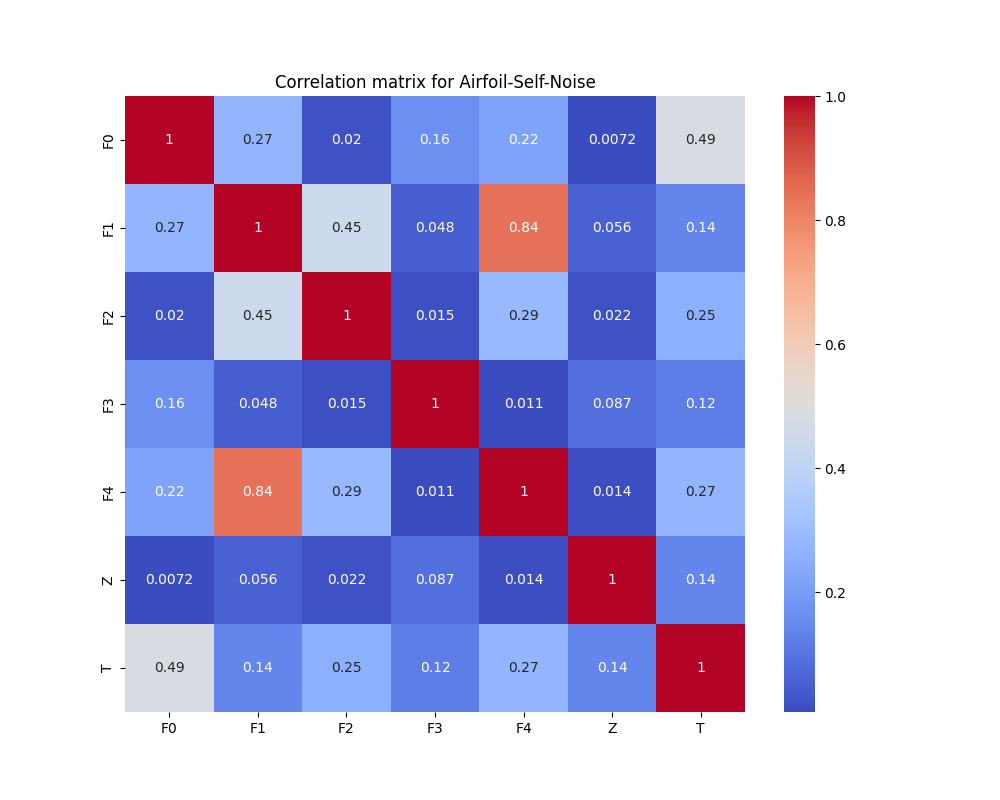 Correlation matrix for Airfoil-Self-Noise
F0 1 0.27 0.02 0.16 0.22 0.0072 0.49
F1 0.27 1 0.45 0.048 0.84 0.056 0.14
F2 0.02 0.45 1 0.015 0.29 0.022 0.25
F3 0.16 0.048 0.015 1 0.011 0.087 0.12
F4 0.22 0.84 0.29 0.011 1 0.014 0.27
Z 0.0072 0.056 0.022 0.087 0.014 1 0.14
T 0.49 0.14 0.25 0.12 0.27 0.14 1
F0 F1 F2 F3 F4 Z T
1.0
0.8
0.6
0.4
0.2